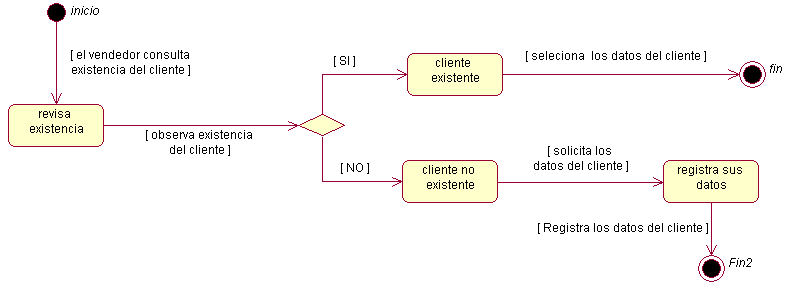 inicio
[ el vendedor consulta
existencia del cliente ]
revisa
existencia
[ observa existencia
del cliente ]
[ SI ]
cliente
existente
[ seleciona los datos del cliente ]
fin
[ NO ]
cliente no
existente
[ solicita los
datos del cliente ]
registra sus
datos
[ Registra los datos del cliente ]
Fin2